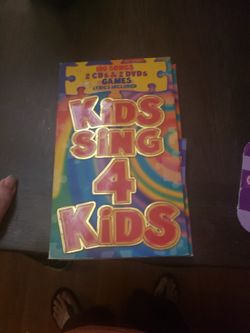 100 SONGS
2 CDs & 2 DVDs
GAMES
LYRICS INCLUDED
KiDS
SiNG
4
KiDS